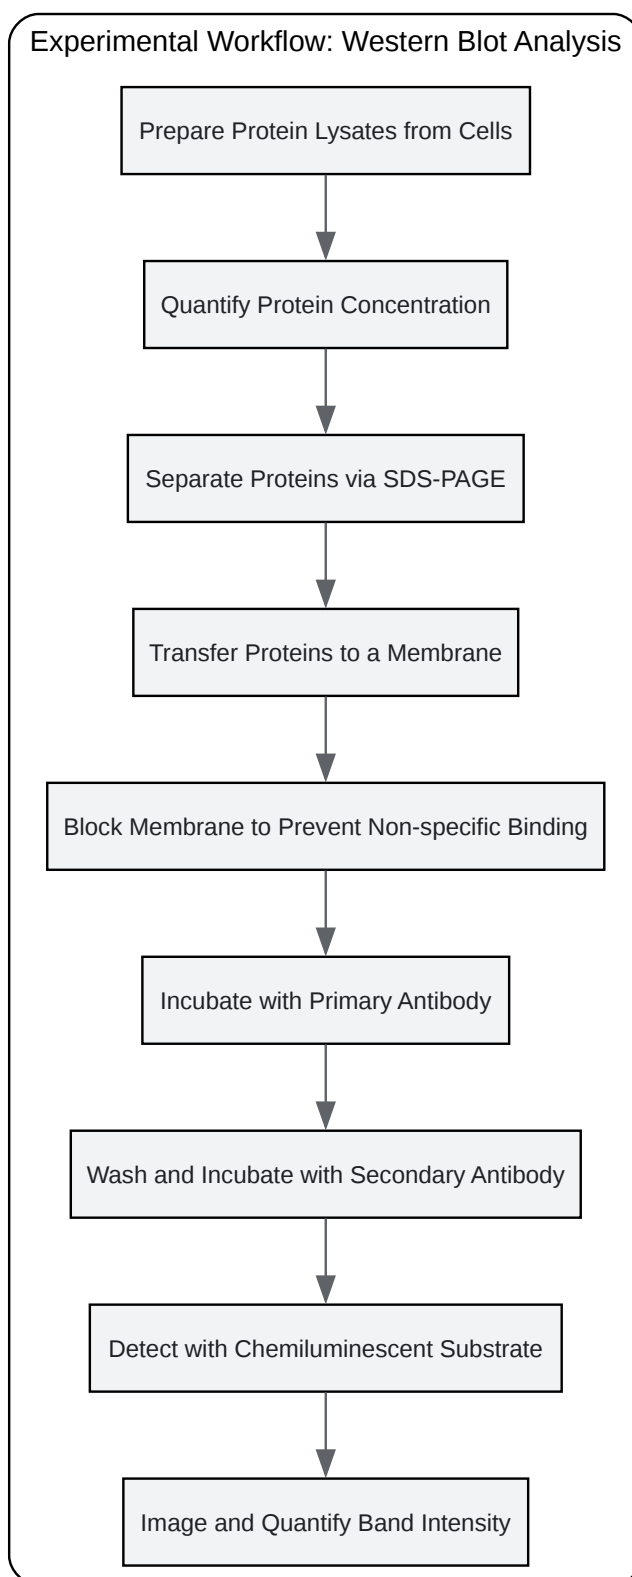 Experimental Workflow: Western Blot Analysis
Prepare Protein Lysates from Cells
Quantify Protein Concentration
Separate Proteins via SDS-PAGE
Transfer Proteins to a Membrane
Block Membrane to Prevent Non-specific Binding
Incubate with Primary Antibody
Wash and Incubate with Secondary Antibody
Detect with Chemiluminescent Substrate
Image and Quantify Band Intensity